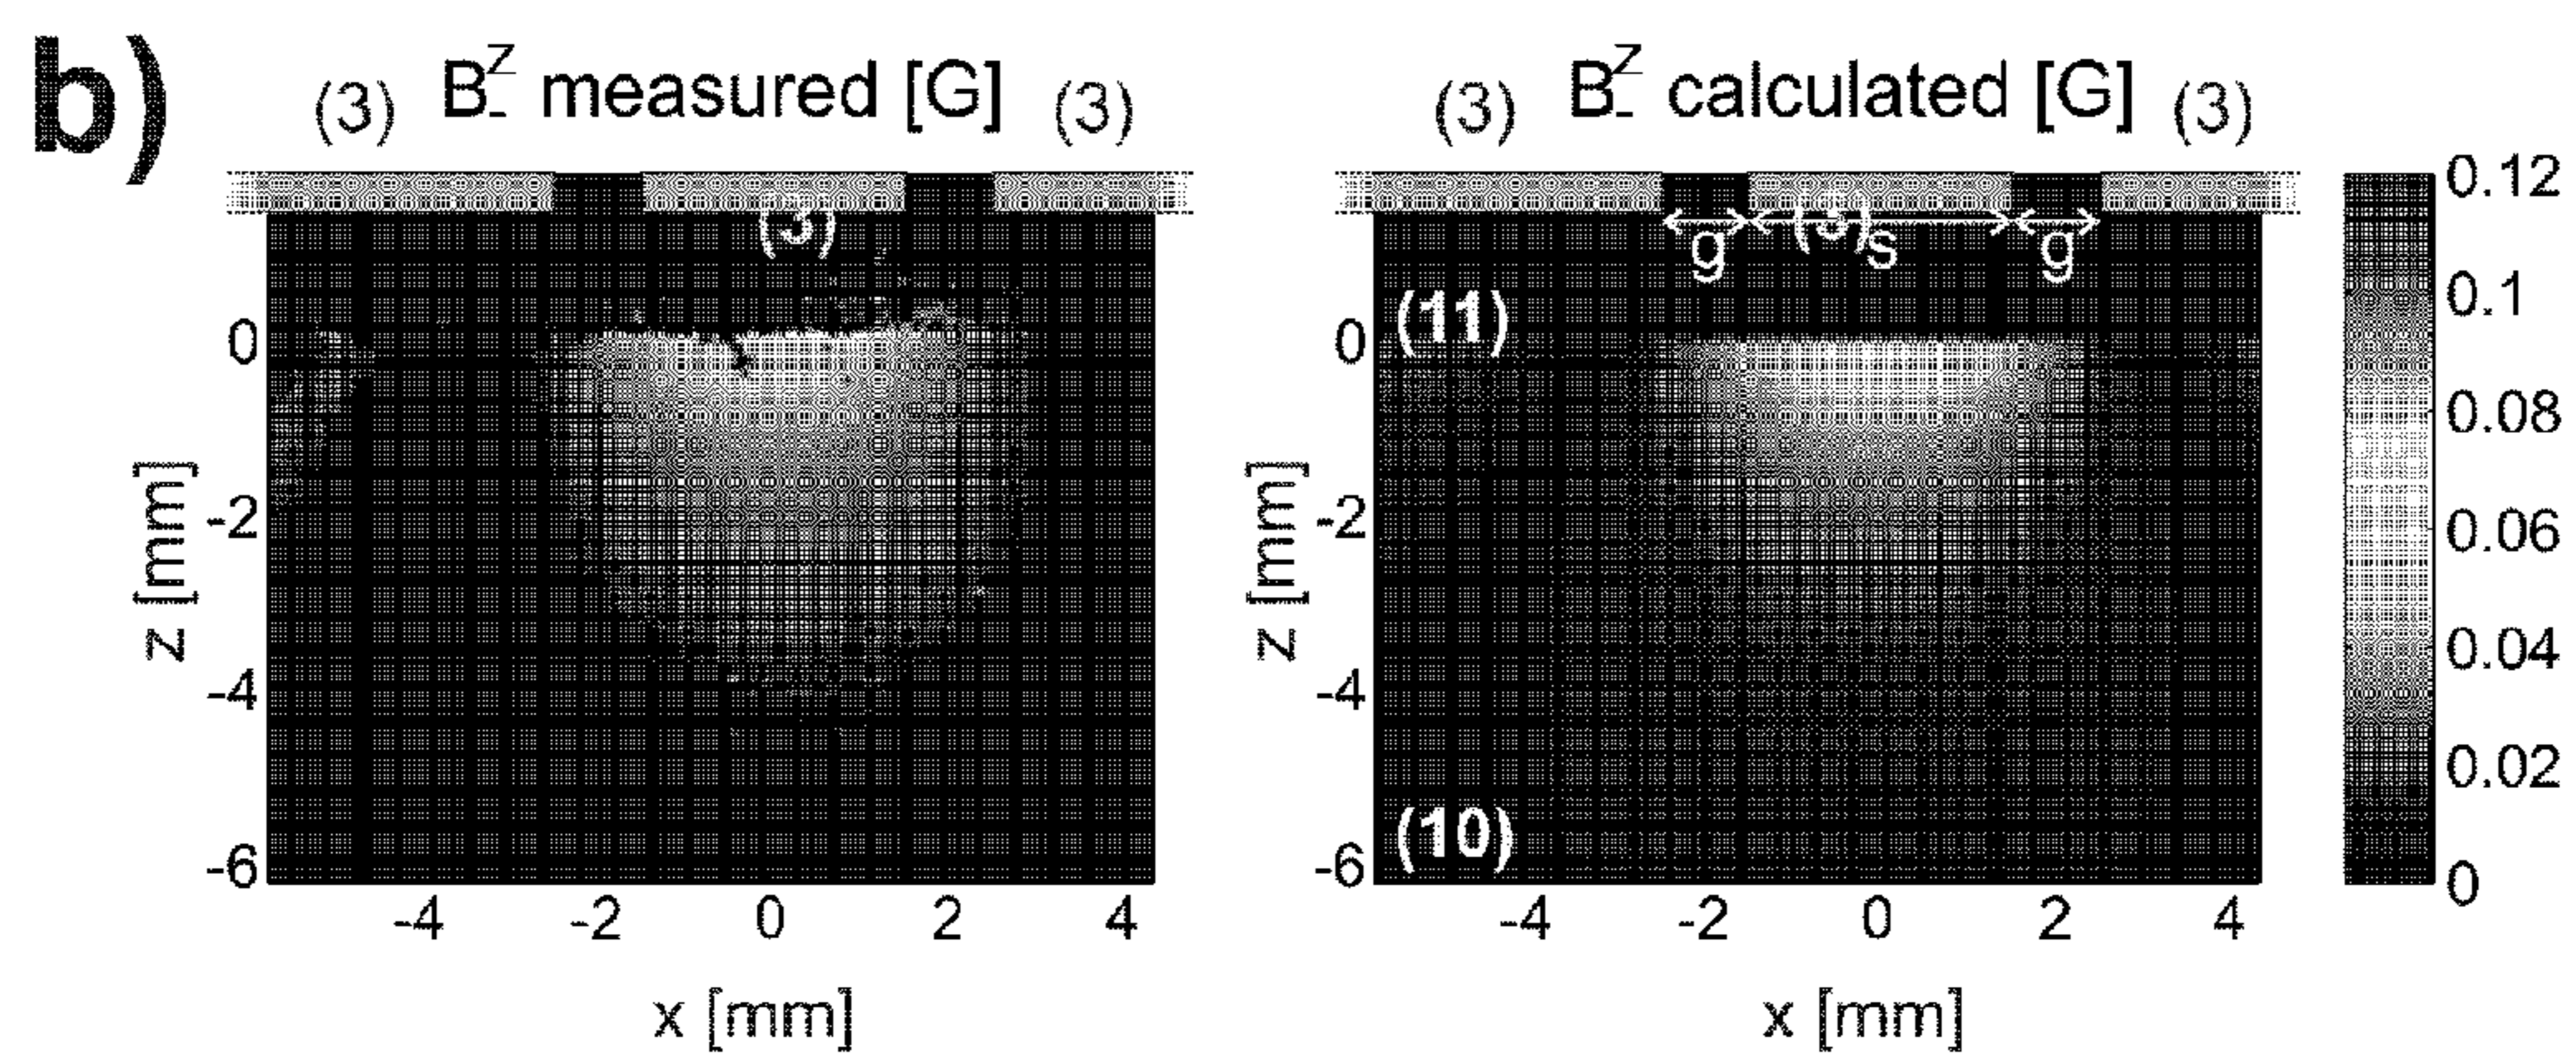 b)
(3) B_-^Z measured [G] (3)
(3)
0
-2
-4
-6
z [mm]
-4 -2 0 2 4
x [mm]
(3) B_-^Z calculated [G] (3)
g (3) s g
(11)
(10)
0
-2
-4
-6
z [mm]
-4 -2 0 2 4
x [mm]
0.12
0.1
0.08
0.06
0.04
0.02
0